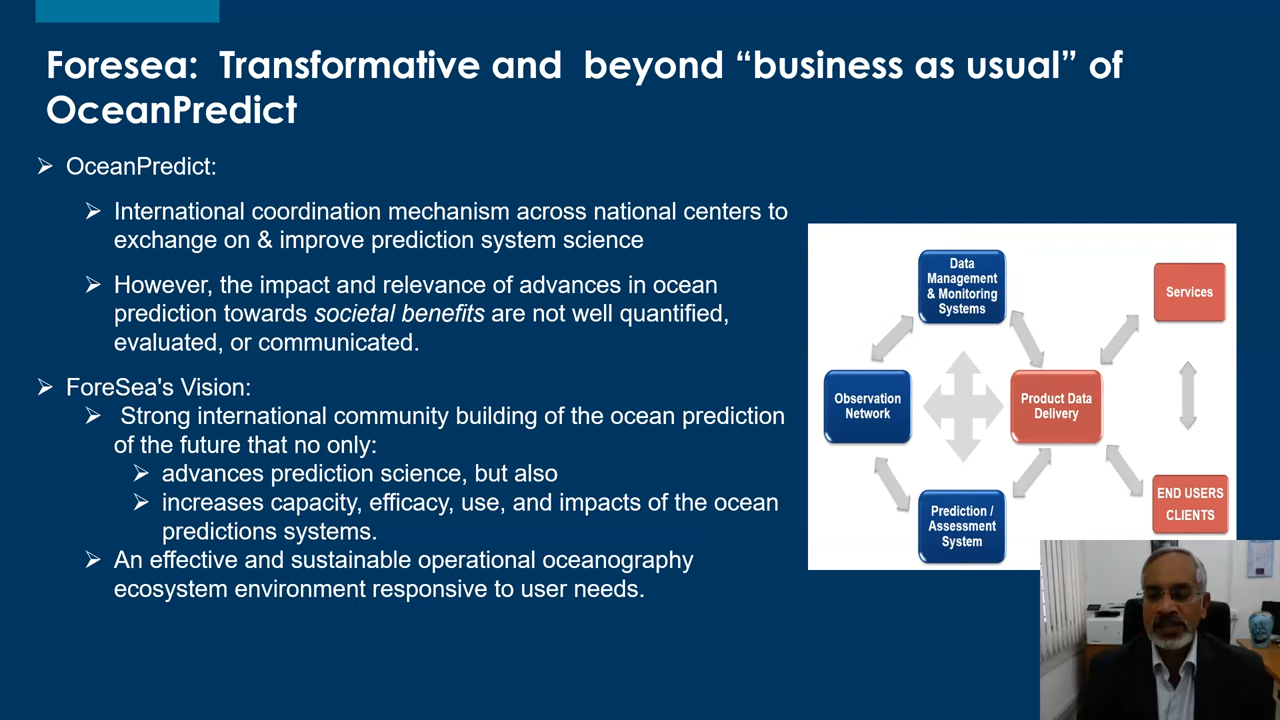 Foresea:  Transformative and  beyond “business as usual” of
OceanPredict
OceanPredict:
International coordination mechanism across national centers to
exchange on & improve prediction system science
However, the impact and relevance of advances in ocean
prediction towards societal benefits are not well quantified,
evaluated, or communicated.
ForeSea's Vision:
Strong international community building of the ocean prediction
of the future that no only:
advances prediction science, but also
increases capacity, efficacy, use, and impacts of the ocean
predictions systems.
An effective and sustainable operational oceanography
ecosystem environment responsive to user needs.
Data
Management
& Monitoring
Systems
Services
Observation
Network
Product Data
Delivery
Prediction /
Assessment
System
END USERS
CLIENTS